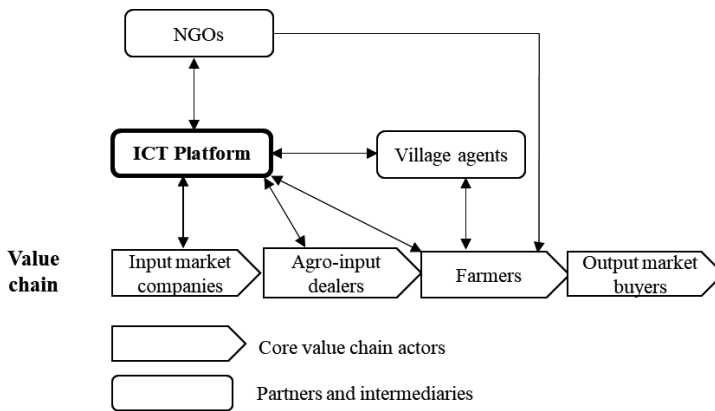 NGOs
ICT Platform
Village agents
Value
chain
Input market
companies
Agro-input
dealers
Farmers
Output market
buyers
Core value chain actors
Partners and intermediaries